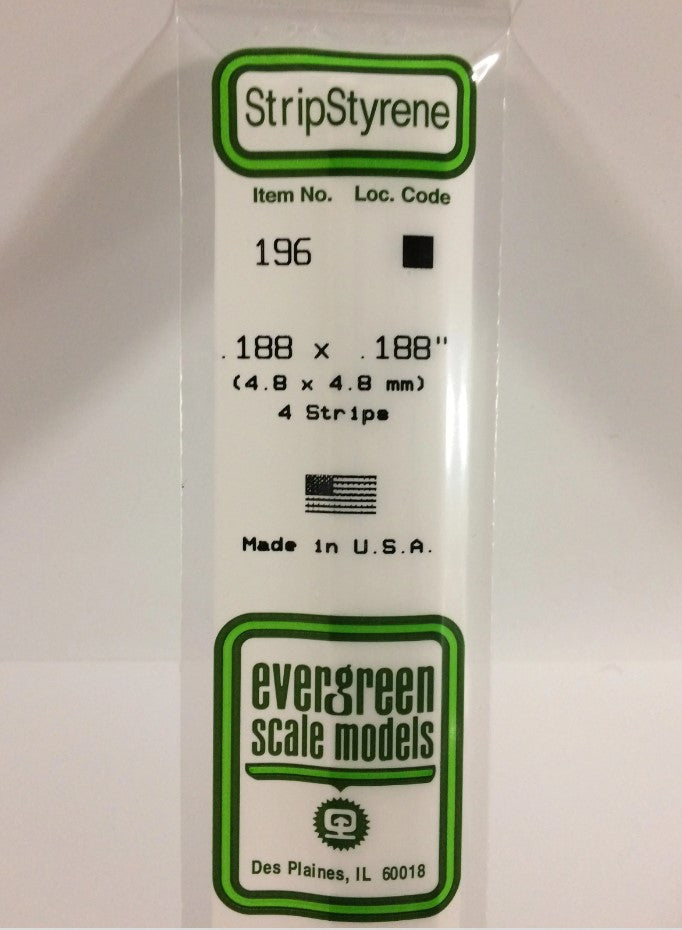 StripStyrene
Item No. Loc. Code
196
.188 x .188"
(4.8 x 4.8 mm)
4 Strips
Made in U.S.A.
evergreen
scale models
Des Plaines, IL 60018